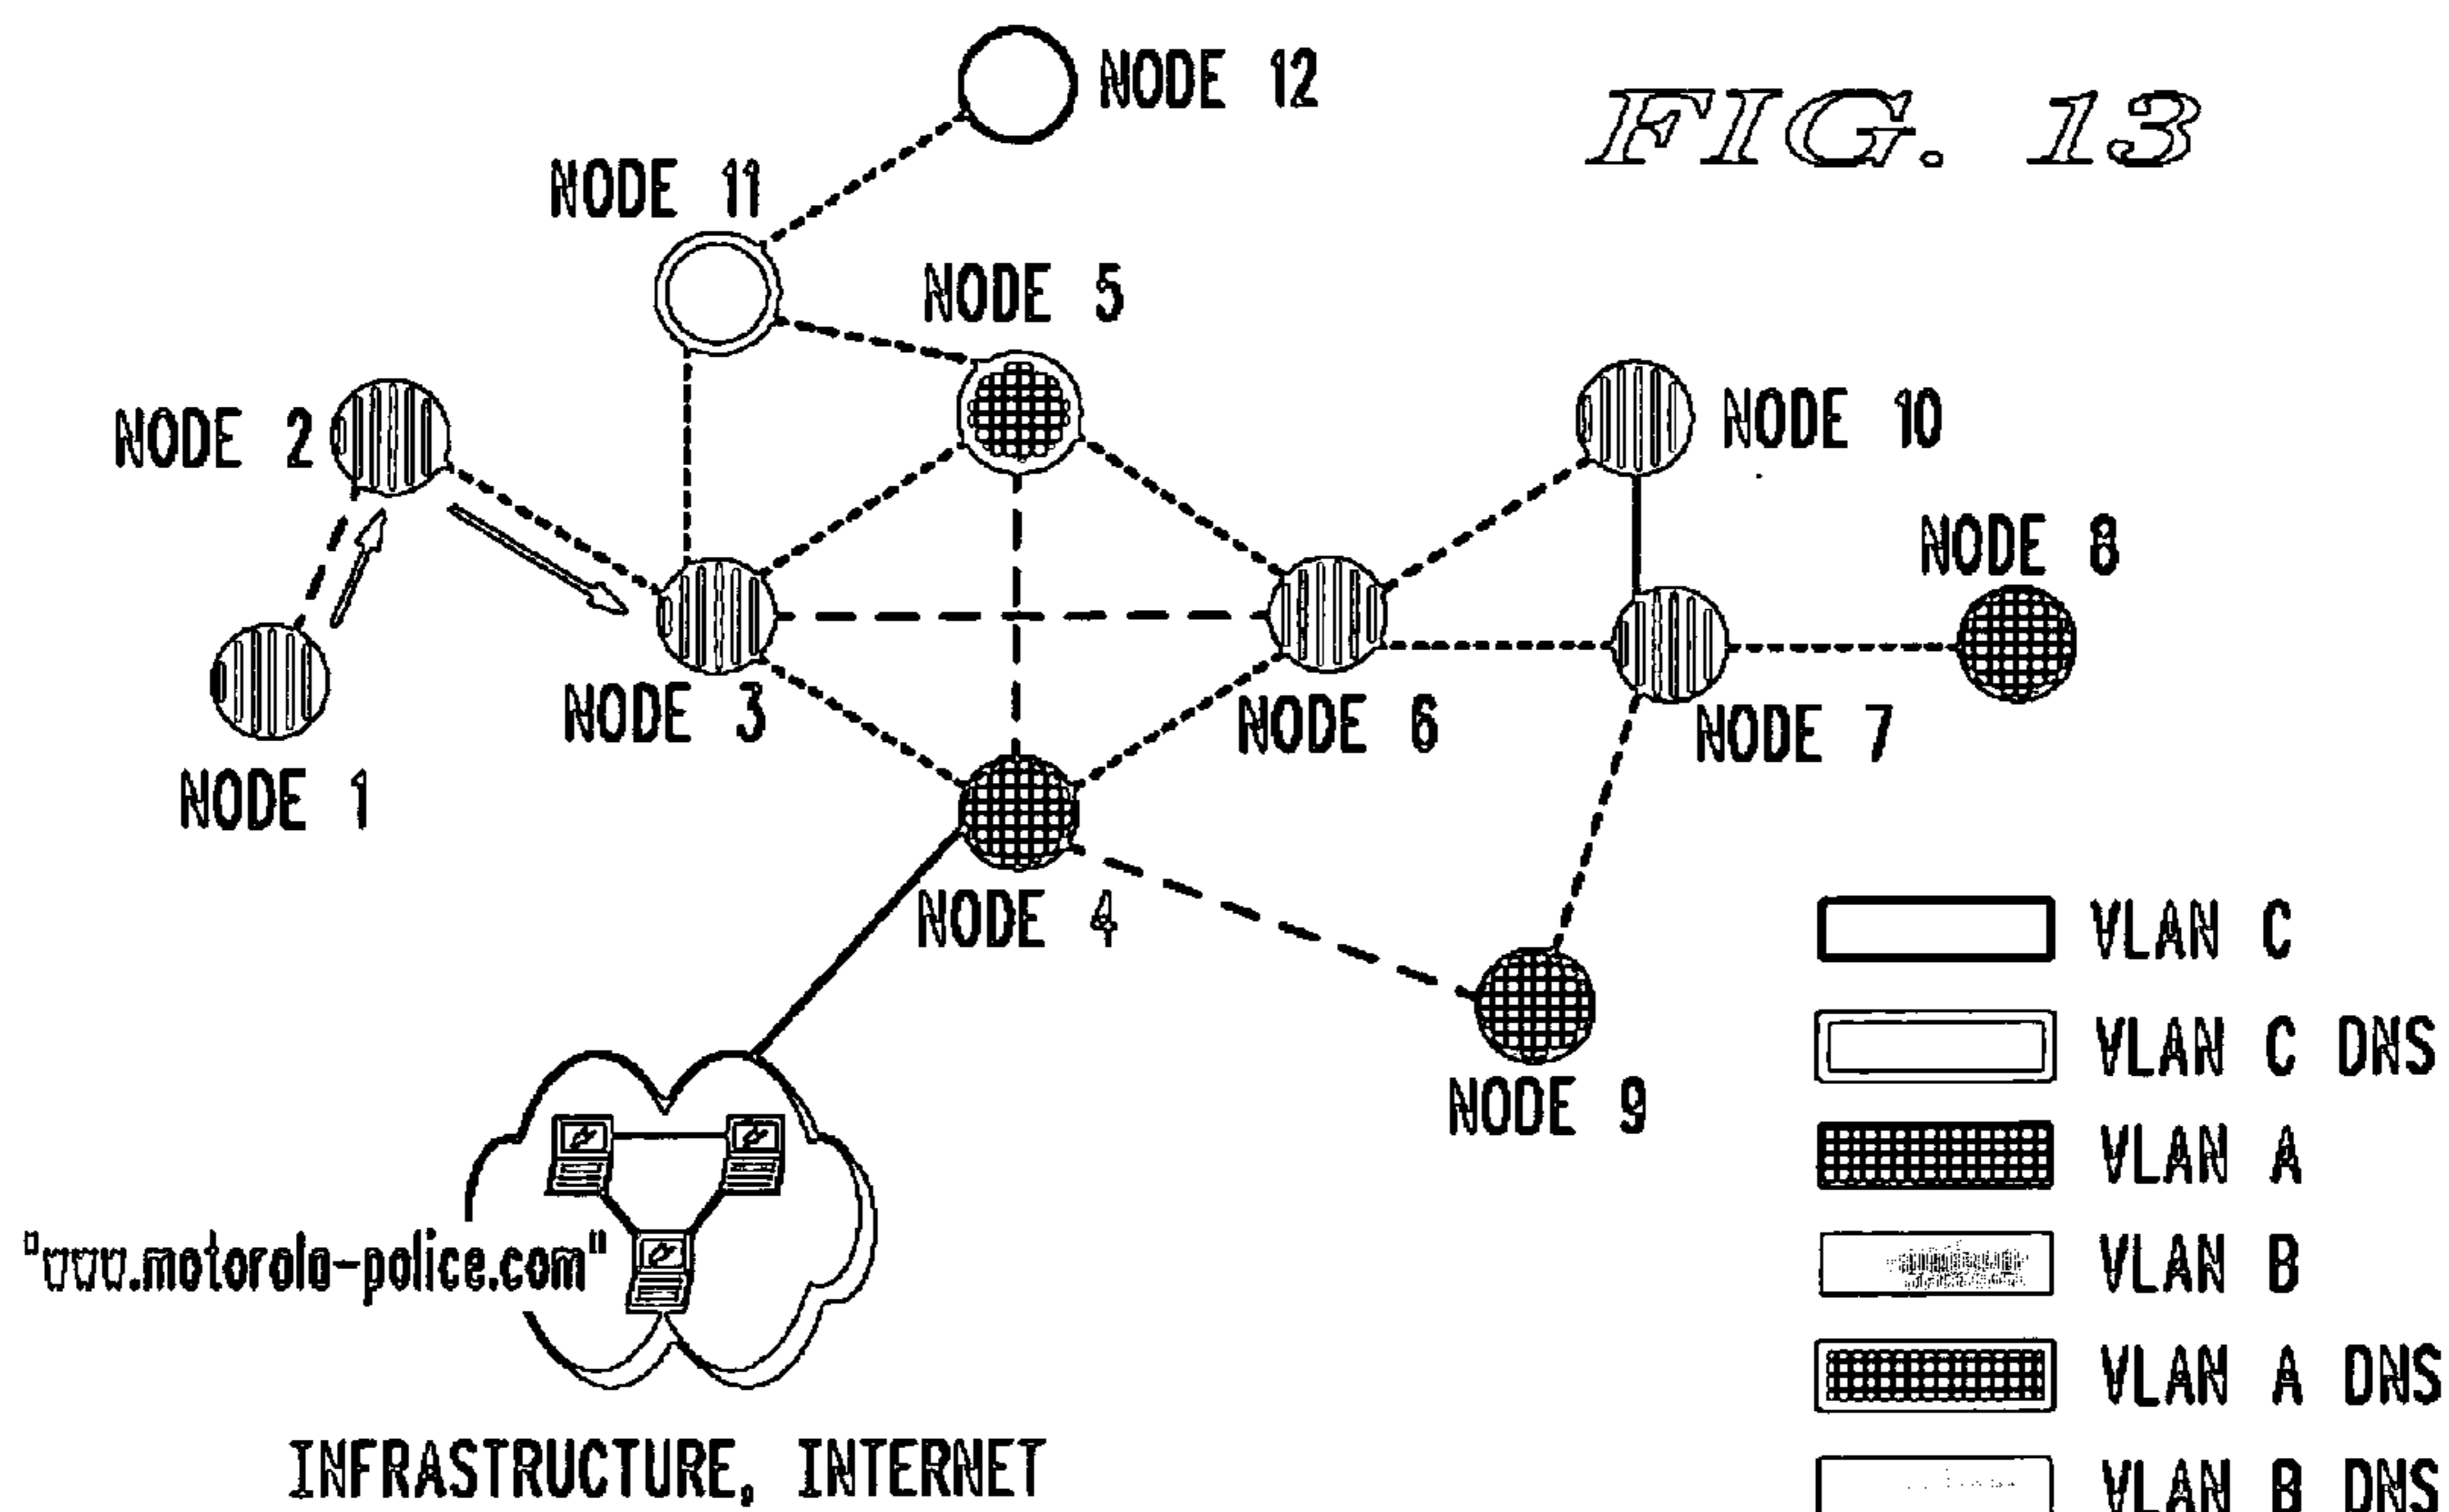 NODE 12
FIG. 13
NODE 11
NODE 5
NODE 2
NODE 10
NODE 8
NODE 3
NODE 6
NODE 7
NODE 1
NODE 4
NODE 9
VLAN C
VLAN C DNS
VLAN A
VLAN B
VLAN A DNS
VLAN B DNS
"www.motorola-police.com"
INFRASTRUCTURE, INTERNET